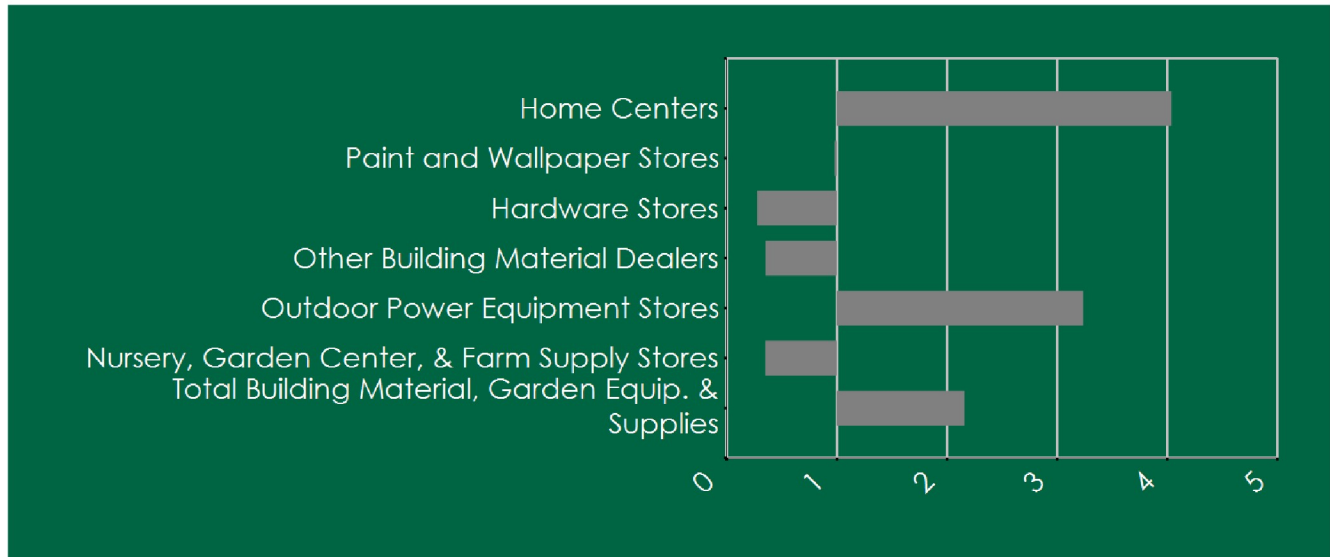 Home Centers
Paint and Wallpaper Stores
Hardware Stores
Other Building Material Dealers
Outdoor Power Equipment Stores
Nursery, Garden Center, & Farm Supply Stores
Total Building Material, Garden Equip. &
Supplies
0 1 2 3 4 5